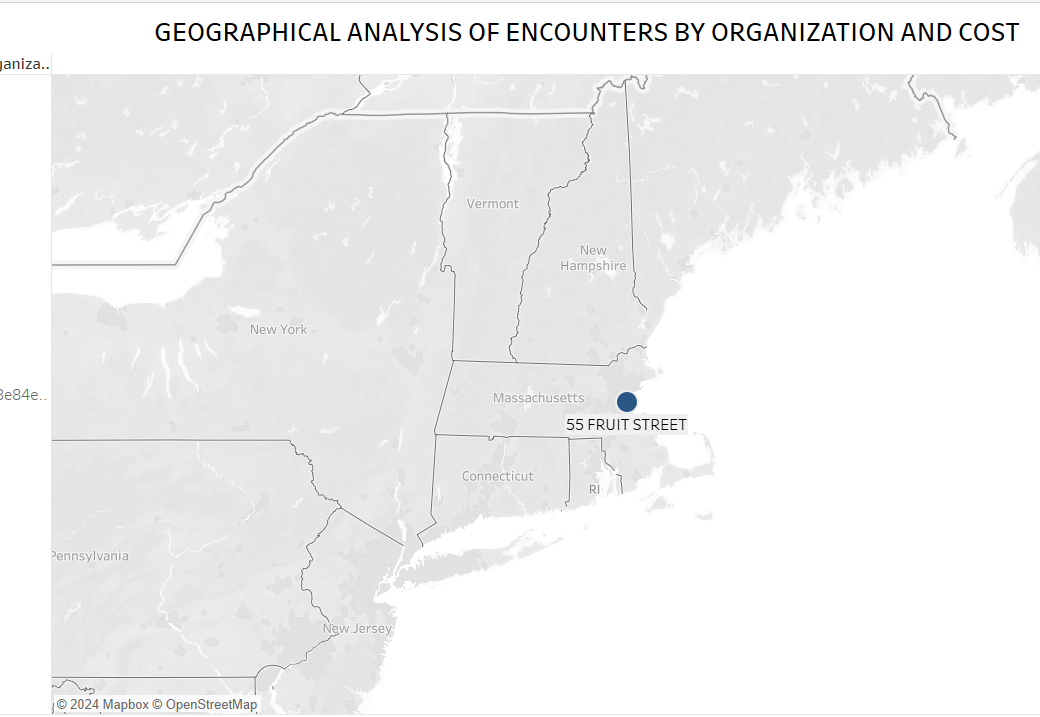 GEOGRAPHICAL ANALYSIS OF ENCOUNTERS BY ORGANIZATION AND COST
ganiza..
Vermont
New
Hampshire
New York
3e84e..
Massachusetts
55 FRUIT STREET
Connecticut
RI
Pennsylvania
New Jersey
© 2024 Mapbox © OpenStreetMap